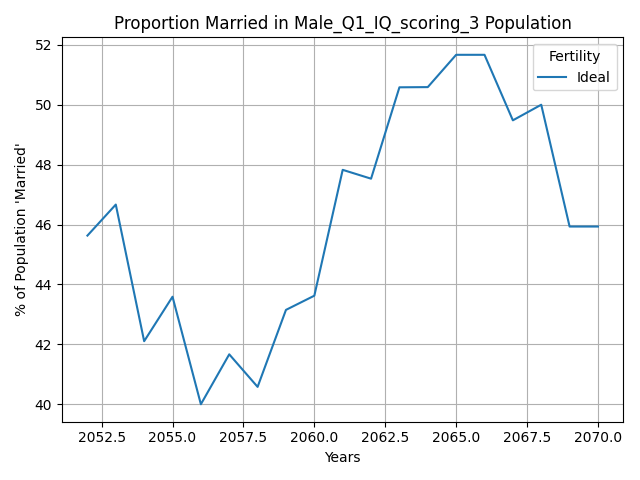 Proportion Married in Male_Q1_IQ_scoring_3 Population
% of Population 'Married'
52
50
48
46
44
42
40
Fertility
Ideal
2052.5 2055.0 2057.5 2060.0 2062.5 2065.0 2067.5 2070.0
Years